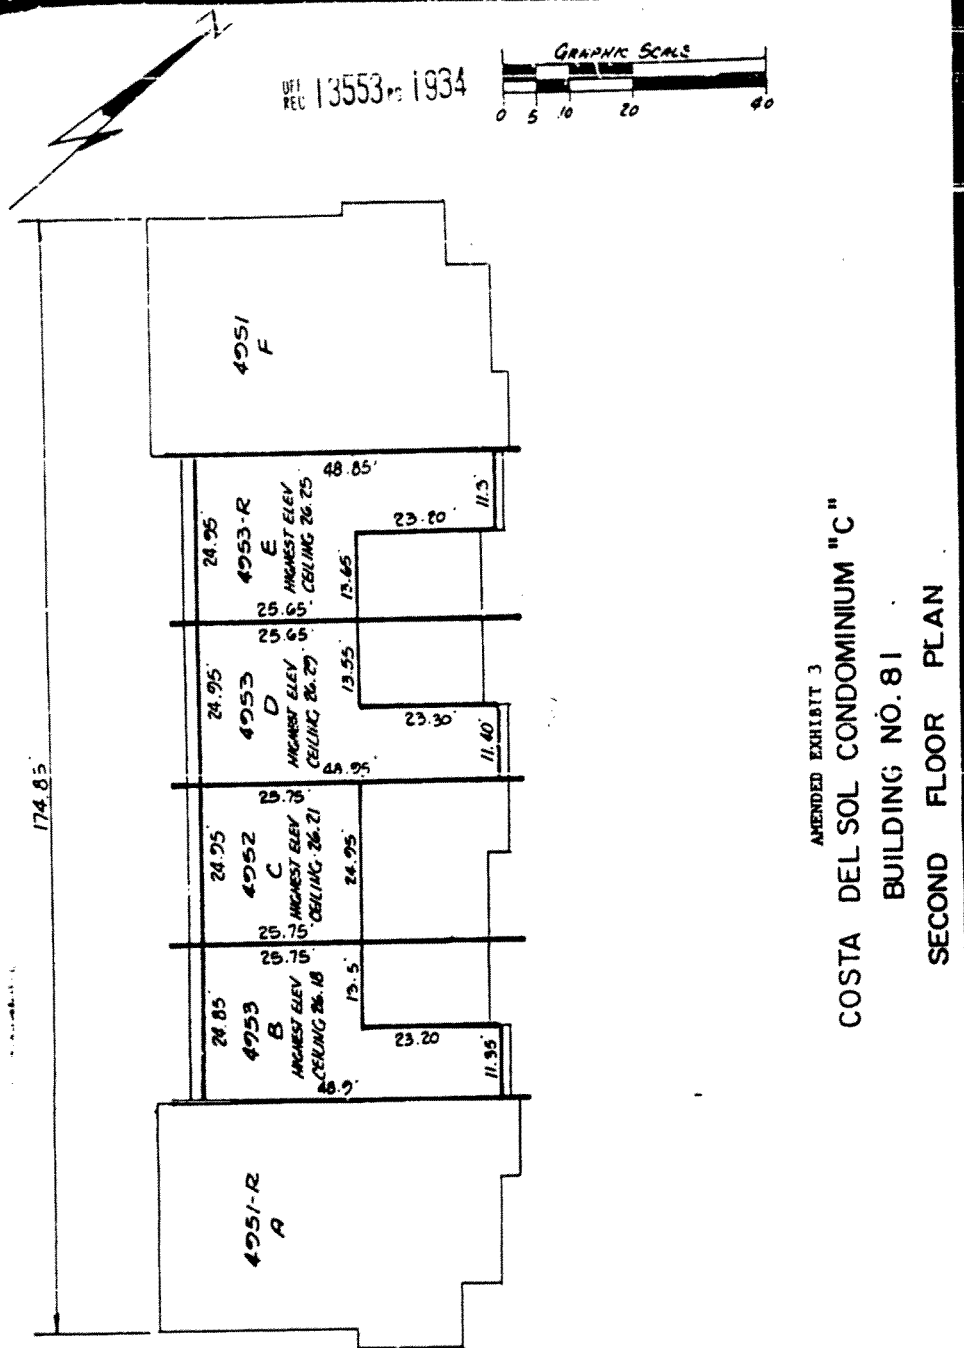 OFF REC 13553 PG 1934
GRAPHIC SCALE
0 5 10 20 40
174.85'
4951
F
48.85'
24.95'
4953-R
E
HIGHEST ELEV
CEILING 26.25'
11.3'
23.20'
13.65'
25.65'
25.65'
24.95'
4953
D
HIGHEST ELEV
CEILING 26.29'
13.55'
23.30'
11.40'
48.95'
25.75'
24.95'
4952
C
HIGHEST ELEV
CEILING 26.21
24.95'
25.75'
25.75'
24.85'
4953
B
HIGHEST ELEV
CEILING 26.18
13.5'
23.20
11.35'
48.9'
4951-R
A
AMENDED EXHIBIT 3
COSTA DEL SOL CONDOMINIUM "C"
BUILDING NO. 81
SECOND FLOOR PLAN